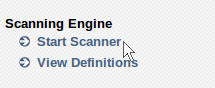 Scanning Engine
Start Scanner
View Definitions